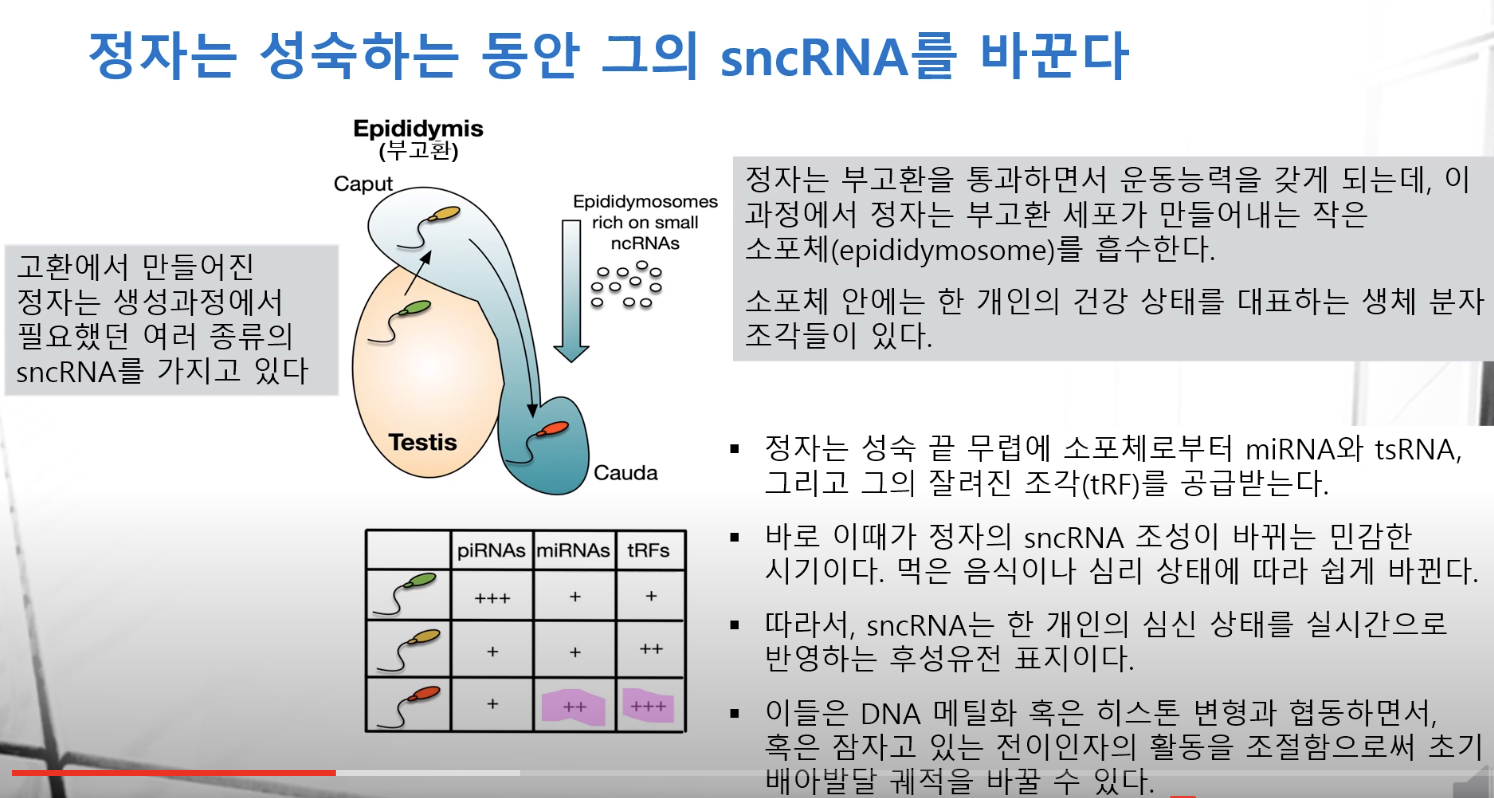 정자는 성숙하는 동안 그의 sncRNA를 바꾼다
Epididymis
(부고환)
Caput
Epididymosomes
rich on small
ncRNAs
Testis
Cauda
고환에서 만들어진
정자는 생성과정에서
필요했던 여러 종류의
sncRNA를 가지고 있다
정자는 부고환을 통과하면서 운동능력을 갖게 되는데, 이
과정에서 정자는 부고환 세포가 만들어내는 작은
소포체(epididymosome)를 흡수한다.
소포체 안에는 한 개인의 건강 상태를 대표하는 생체 분자
조각들이 있다.
piRNAs miRNAs tRFs
+++ + +
+ + ++
+ ++ +++
▪ 정자는 성숙 끝 무렵에 소포체로부터 miRNA와 tsRNA,
그리고 그의 잘려진 조각(tRF)를 공급받는다.
▪ 바로 이때가 정자의 sncRNA 조성이 바뀌는 민감한
시기이다. 먹은 음식이나 심리 상태에 따라 쉽게 바뀐다.
▪ 따라서, sncRNA는 한 개인의 심신 상태를 실시간으로
반영하는 후성유전 표지이다.
▪ 이들은 DNA 메틸화 혹은 히스톤 변형과 협동하면서,
혹은 잠자고 있는 전이인자의 활동을 조절함으로써 초기
배아발달 궤적을 바꿀 수 있다.